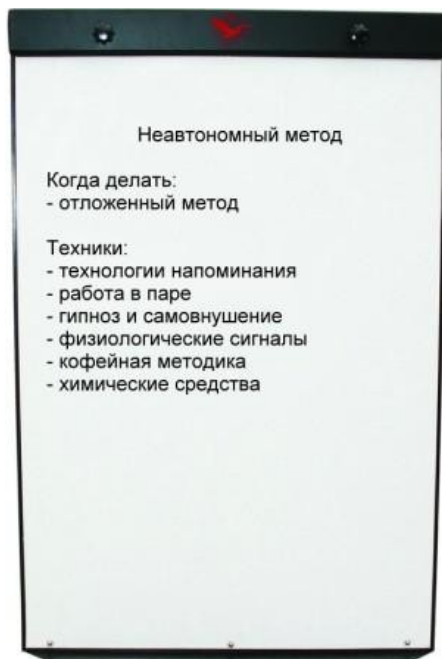 Неавтономный метод
Когда делать:
- отложенный метод
Техники:
- технологии напоминания
- работа в паре
- гипноз и самовнушение
- физиологические сигналы
- кофейная методика
- химические средства